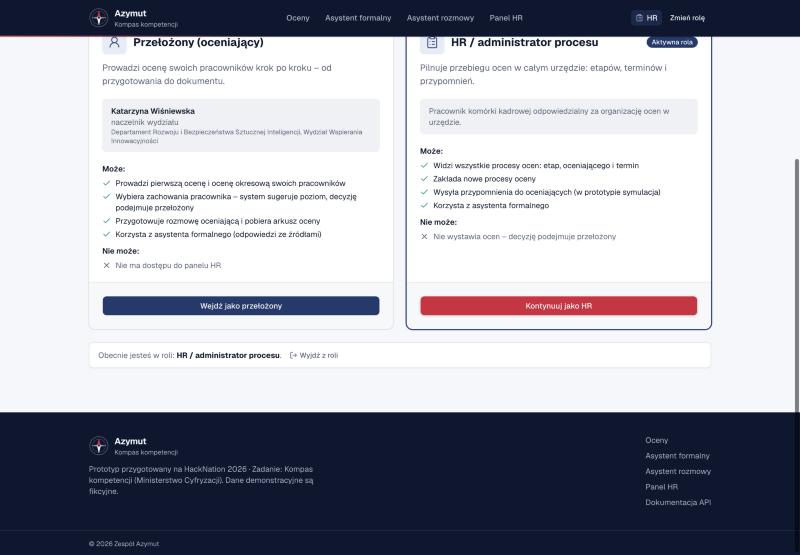 Azymut
Kompas kompetencji
Oceny
Asystent formalny
Asystent rozmowy
Panel HR
HR
Zmień rolę
Przełożony (oceniający)
Prowadzi ocenę swoich pracowników krok po kroku – od
przygotowania do dokumentu.
Katarzyna Wiśniewska
naczelnik wydziału
Departament Rozwoju i Bezpieczeństwa Sztucznej Inteligencji, Wydział Wspierania
Innowacyjności
Może:
Prowadzi pierwszą ocenę i ocenę okresową swoich pracowników
Wybiera zachowania pracownika – system sugeruje poziom, decyzję
podejmuje przełożony
Przygotowuje rozmowę oceniającą i pobiera arkusz oceny
Korzysta z asystenta formalnego (odpowiedzi ze źródłami)
Nie może:
Nie ma dostępu do panelu HR
Wejdź jako przełożony
HR / administrator procesu
Aktywna rola
Pilnuje przebiegu ocen w całym urzędzie: etapów, terminów i
przypomnień.
Pracownik komórki kadrowej odpowiedzialny za organizację ocen w
urzędzie.
Może:
Widzi wszystkie procesy ocen: etap, oceniającego i termin
Zakłada nowe procesy oceny
Wysyła przypomnienia do oceniających (w prototypie symulacja)
Korzysta z asystenta formalnego
Nie może:
Nie wystawia ocen – decyzję podejmuje przełożony
Kontynuuj jako HR
Obecnie jesteś w roli: HR / administrator procesu.
Wyjdź z roli
Azymut
Kompas kompetencji
Prototyp przygotowany na HackNation 2026 · Zadanie: Kompas
kompetencji (Ministerstwo Cyfryzacji). Dane demonstracyjne są
fikcyjne.
Oceny
Asystent formalny
Asystent rozmowy
Panel HR
Dokumentacja API
© 2026 Zespół Azymut